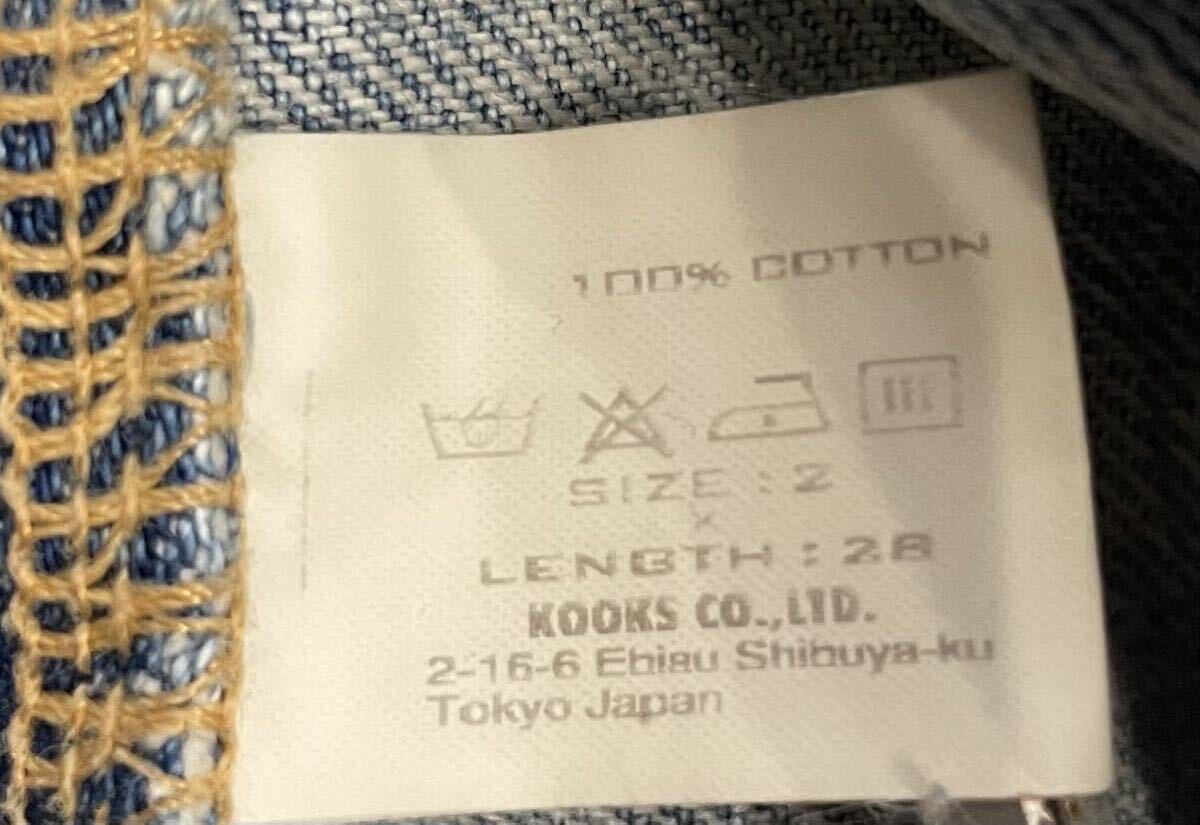 100% COTTON
SIZE : 2
LENGTH : 28
KOOKS CO.,LTD.
2-16-6 Ebisu Shibuya-ku
Tokyo Japan